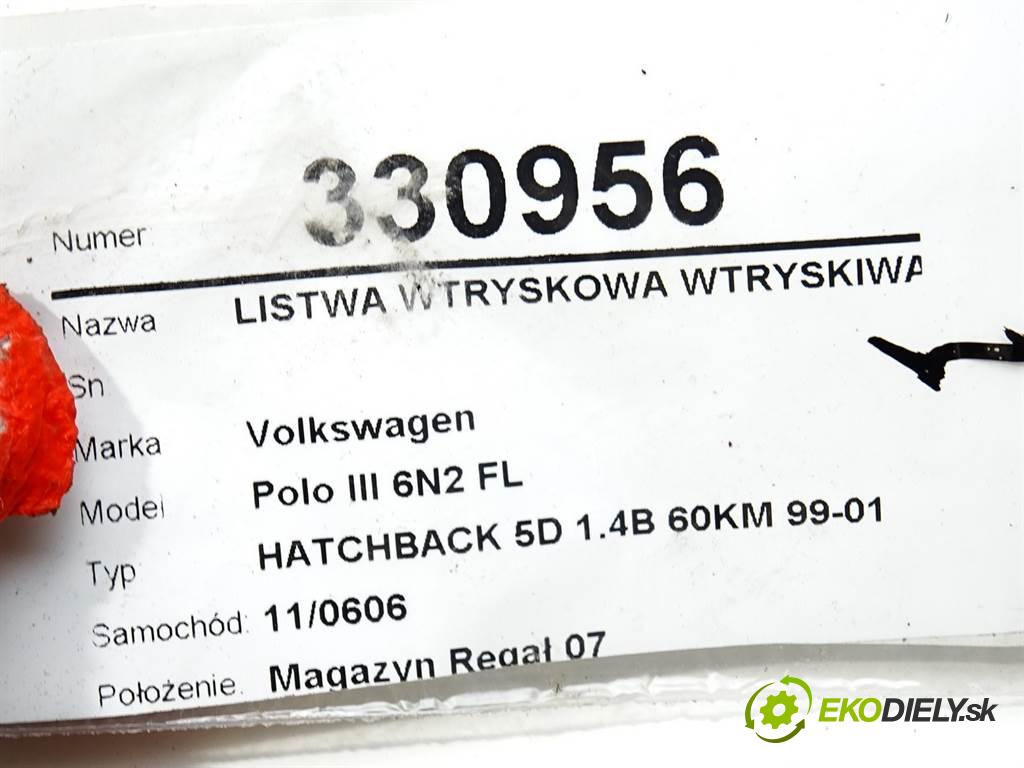 Numer 330956
Nazwa LISTWA WTRYSKOWA WTRYSKIWA
Sn
Marka Volkswagen
Model Polo III 6N2 FL
Typ HATCHBACK 5D 1.4B 60KM 99-01
Samochód: 11/0606
Położenie. Magazyn Regał 07
EKODIELY.sk